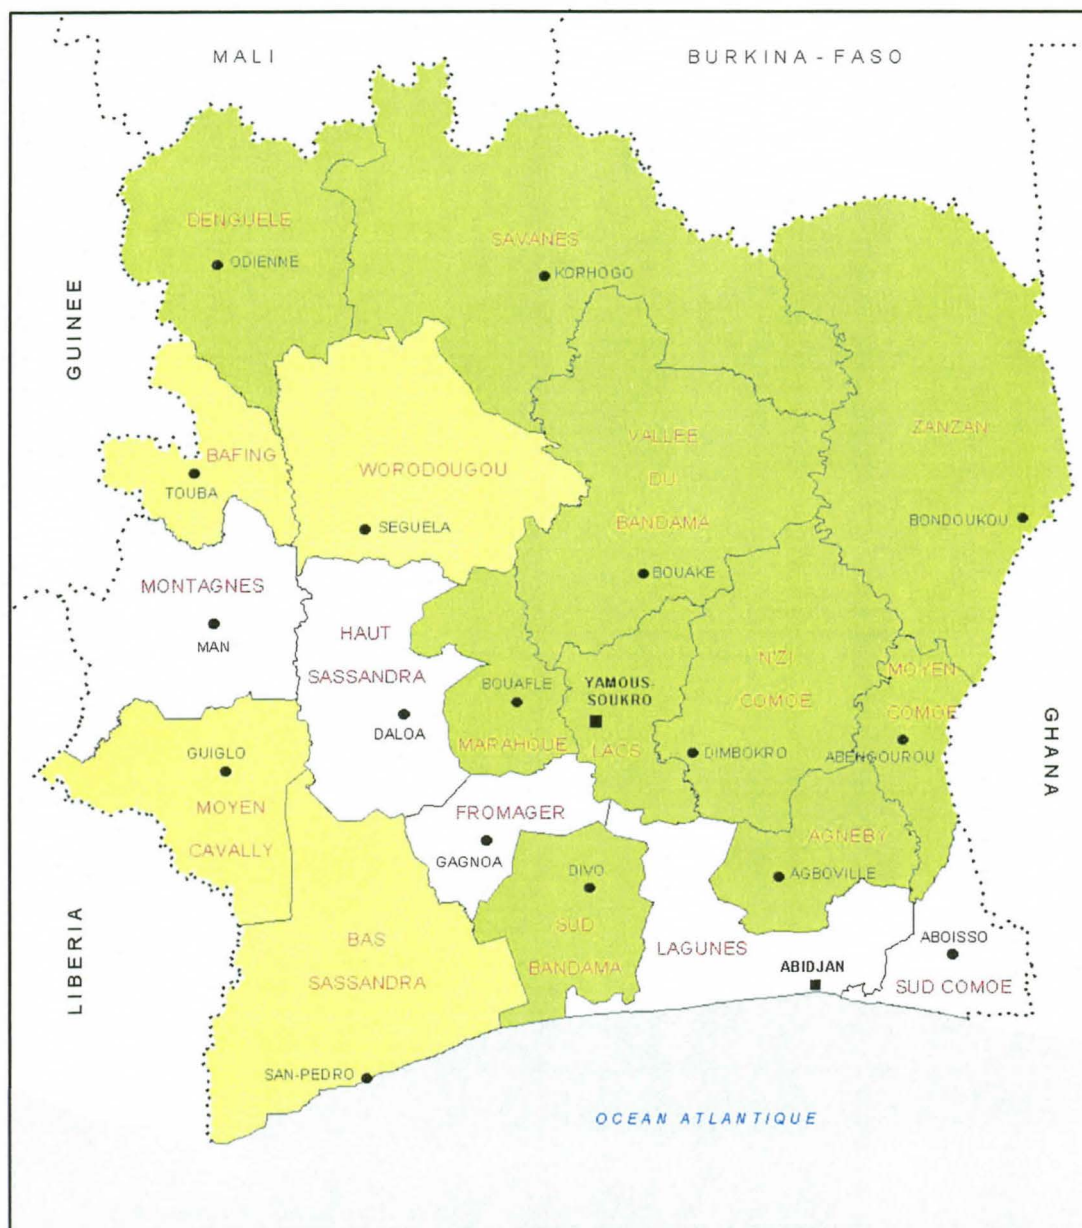 MALI
BURKINA - FASO
DENGUELE
ODIENNE
SAVANES
KORHOGO
GUINEE
BAFING
TOUBA
WORODOUGOU
SEGUELA
VALLEE
DU
BANDAMA
BOUAKE
ZANZAN
BONDOUKOU
MONTAGNES
MAN
HAUT
SASSANDRA
DALOA
BOUAFLE
MARAHOUE
YAMOUS-
SOUKRO
LACS
N'ZI
COMOE
DIMBOKRO
MOYEN
COMOE
ABENGOUROU
GHANA
GUIGLO
MOYEN
CAVALLY
FROMAGER
GAGNOA
AGNEBY
AGBOVILLE
DIVO
SUD
BANDAMA
LIBERIA
BAS
SASSANDRA
SAN-PEDRO
LAGUNES
ABIDJAN
ABOISSO
SUD COMOE
OCEAN ATLANTIQUE